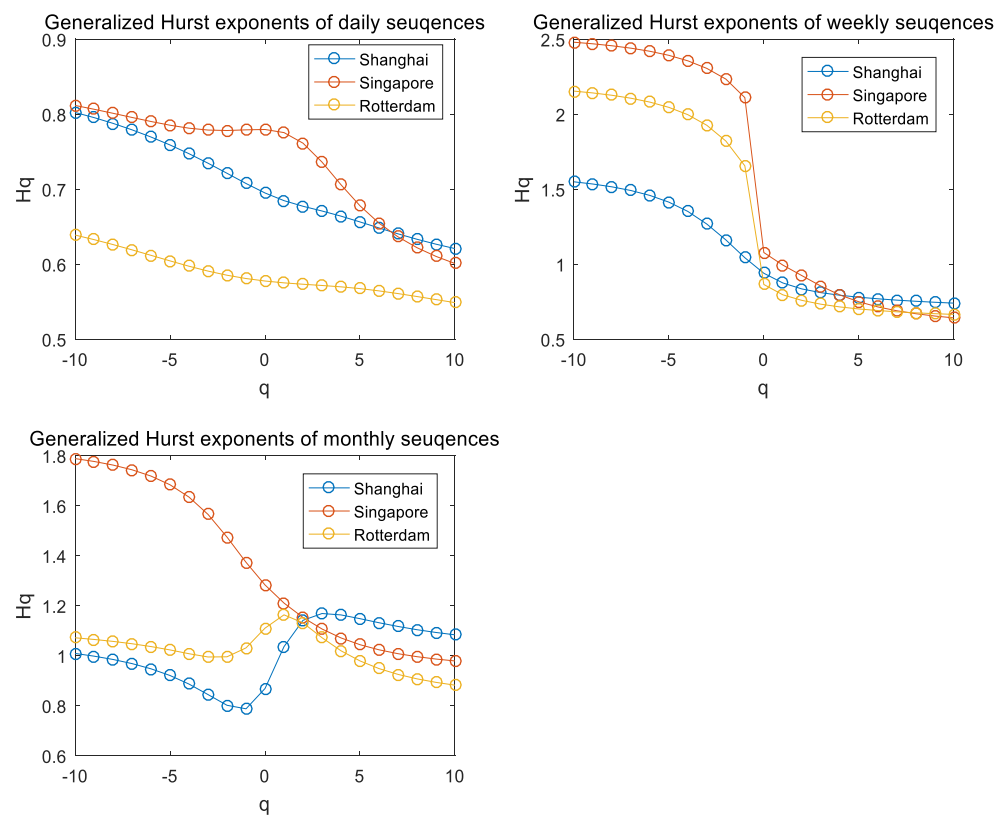 Generalized Hurst exponents of daily seuqences
0.9
0.8
0.7
0.6
0.5
Hq
-10 -5 0 5 10
q
Shanghai
Singapore
Rotterdam
Generalized Hurst exponents of weekly seuqences
2.5
2
1.5
1
0.5
Hq
-10 -5 0 5 10
q
Shanghai
Singapore
Rotterdam
Generalized Hurst exponents of monthly seuqences
1.8
1.6
1.4
1.2
1
0.8
0.6
Hq
-10 -5 0 5 10
q
Shanghai
Singapore
Rotterdam